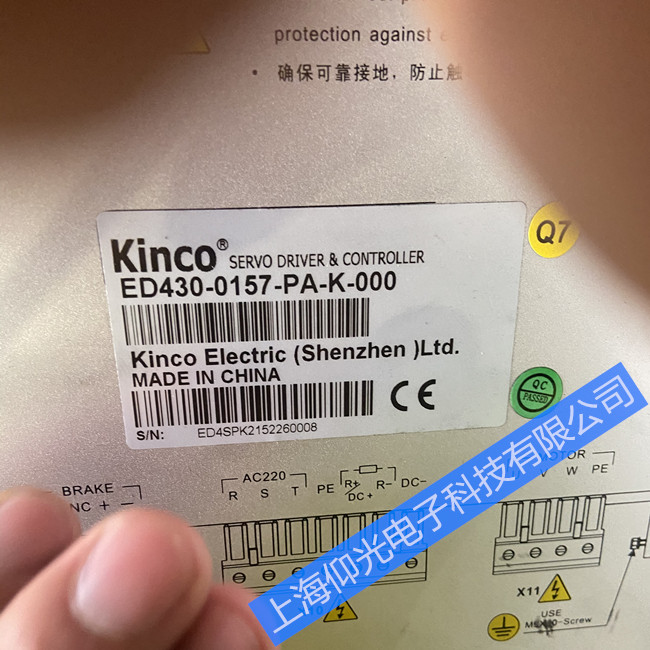 protection against
• 确保可靠接地，防止触
Kinco® SERVO DRIVER & CONTROLLER
ED430-0157-PA-K-000
Kinco Electric (Shenzhen )Ltd.
MADE IN CHINA
CE
S/N: ED4SPK2152260008
Q7
QC
PASSED
上海仰光电子科技有限公司
BRAKE
NC + -
AC220
R S T PE R+ R- DC-
DC+
MOTOR
V W PE
X11
USE